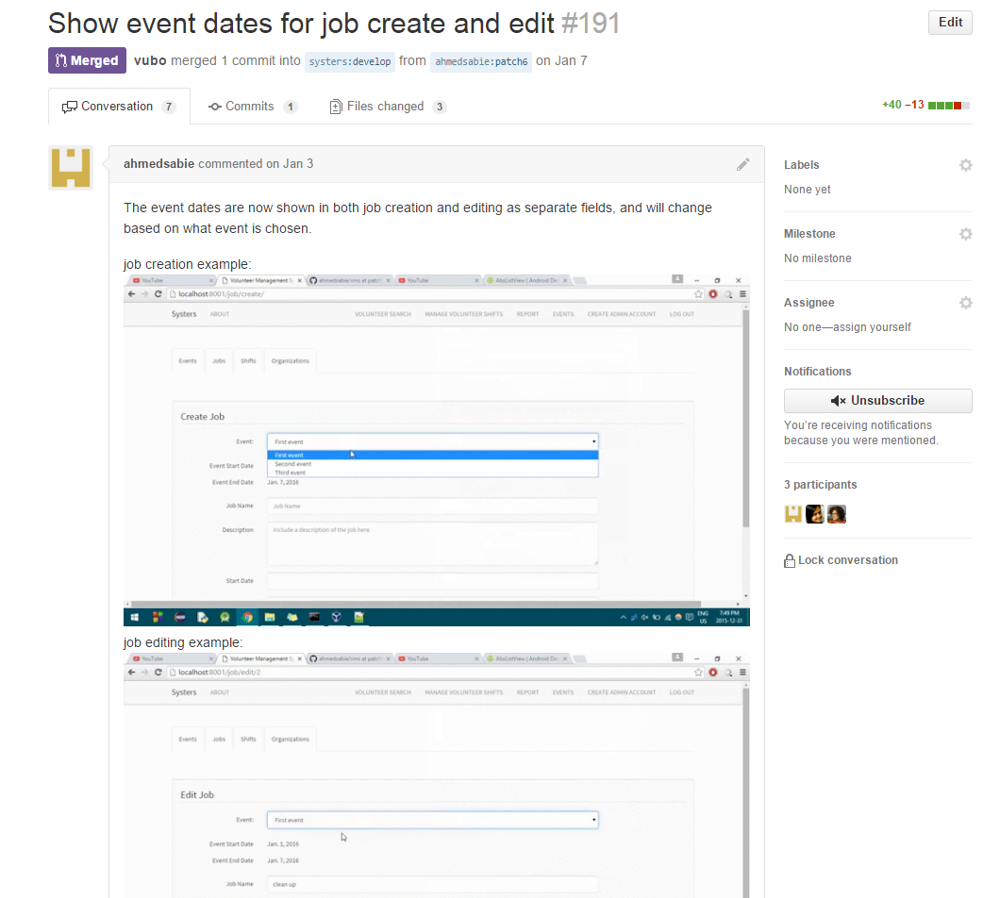 Show event dates for job create and edit #191
Edit
Merged vubo merged 1 commit into systers:develop from ahmedsabie:patch6 on Jan 7
Conversation 7 Commits 1 Files changed 3
+40 −13
ahmedsabie commented on Jan 3
The event dates are now shown in both job creation and editing as separate fields, and will change
based on what event is chosen.
job creation example:
YouTube Volunteer Management S ahmedsabie/vms at patch YouTube AbsListView | Android De
localhost:8001/job/create/
Systers ABOUT VOLUNTEER SEARCH MANAGE VOLUNTEER SHIFTS REPORT EVENTS CREATE ADMIN ACCOUNT LOG OUT
Events Jobs Shifts Organizations
Create Job
Event: First event
First event
Second event
Event Start Date
Third event
Event End Date Jan. 7, 2016
Job Name Job Name
Description Include a description of the job here
Start Date
ENG 7:49 PM
US 2015-12-31
job editing example:
YouTube Volunteer Management S ahmedsabie/vms at patch YouTube AbsListView | Android De
localhost:8001/job/edit/2
Systers ABOUT VOLUNTEER SEARCH MANAGE VOLUNTEER SHIFTS REPORT EVENTS CREATE ADMIN ACCOUNT LOG OUT
Events Jobs Shifts Organizations
Edit Job
Event: First event
Event Start Date Jan. 1, 2016
Event End Date Jan. 7, 2016
Job Name clean up
Labels
None yet
Milestone
No milestone
Assignee
No one—assign yourself
Notifications
Unsubscribe
You're receiving notifications
because you were mentioned.
3 participants
Lock conversation